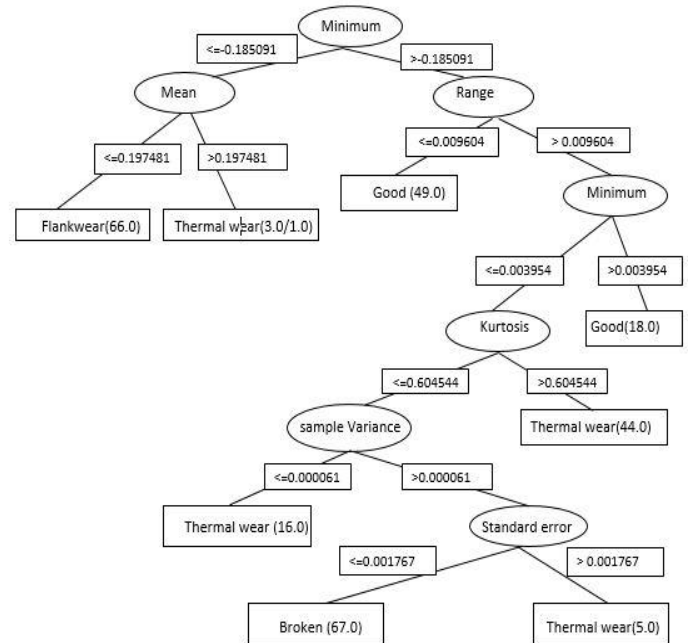 Minimum
<=-0.185091
>-0.185091
Mean
Range
<=0.197481
>0.197481
<=0.009604
> 0.009604
Flankwear(66.0)
Thermal wear(3.0/1.0)
Good (49.0)
Minimum
<=0.003954
>0.003954
Kurtosis
Good(18.0)
<=0.604544
>0.604544
sample Variance
Thermal wear(44.0)
<=0.000061
>0.000061
Thermal wear (16.0)
Standard error
<=0.001767
> 0.001767
Broken (67.0)
Thermal wear(5.0)